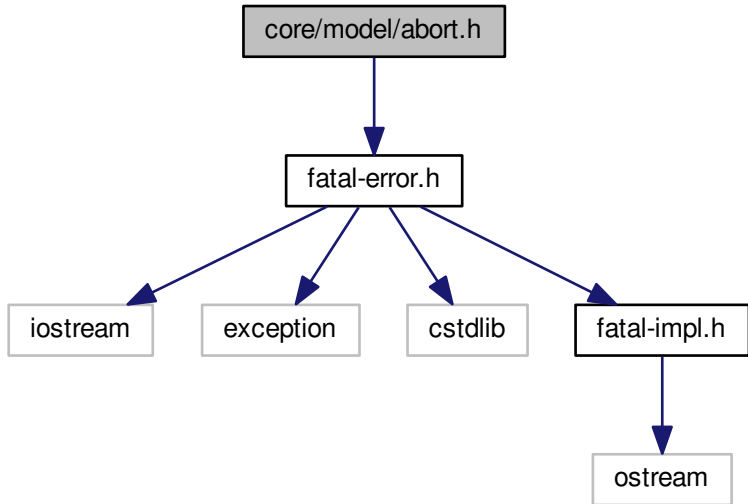 core/model/abort.h
fatal-error.h
iostream
exception
cstdlib
fatal-impl.h
ostream